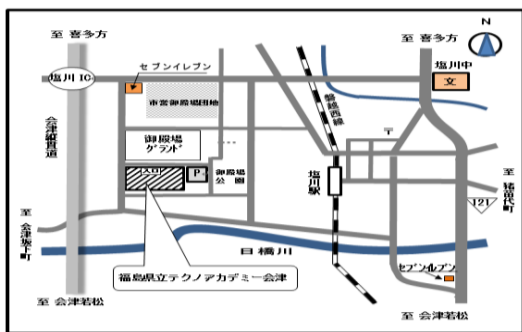 至 喜多方
至 喜多方
N
セブンイレブン
塩川中
塩川 IC
文
市営御殿場団地
磐越西線
会津縦貫道
御殿場
グランド
〒
入口
P
御殿場
公園
塩川駅
至 猪苗代町
121
至 会津坂下町
日橋川
福島県立テクノアカデミー会津
セブンイレブン
至 会津若松
至 会津若松